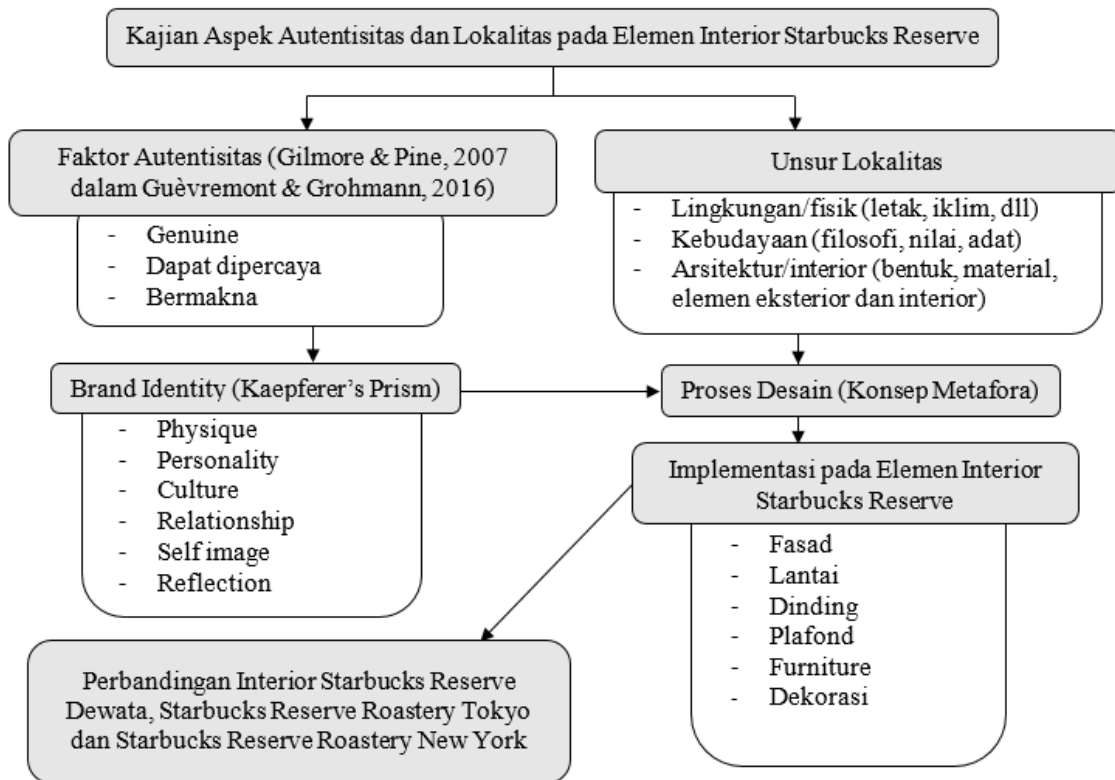 Kajian Aspek Autentisitas dan Lokalitas pada Elemen Interior Starbucks Reserve
Faktor Autentisitas (Gilmore & Pine, 2007
dalam Guèvremont & Grohmann, 2016)
- Genuine
- Dapat dipercaya
- Bermakna
Unsur Lokalitas
- Lingkungan/fisik (letak, iklim, dll)
- Kebudayaan (filosofi, nilai, adat)
- Arsitektur/interior (bentuk, material,
elemen eksterior dan interior)
Brand Identity (Kaepferer's Prism)
- Physique
- Personality
- Culture
- Relationship
- Self image
- Reflection
Proses Desain (Konsep Metafora)
Implementasi pada Elemen Interior
Starbucks Reserve
- Fasad
- Lantai
- Dinding
- Plafond
- Furniture
- Dekorasi
Perbandingan Interior Starbucks Reserve
Dewata, Starbucks Reserve Roastery Tokyo
dan Starbucks Reserve Roastery New York